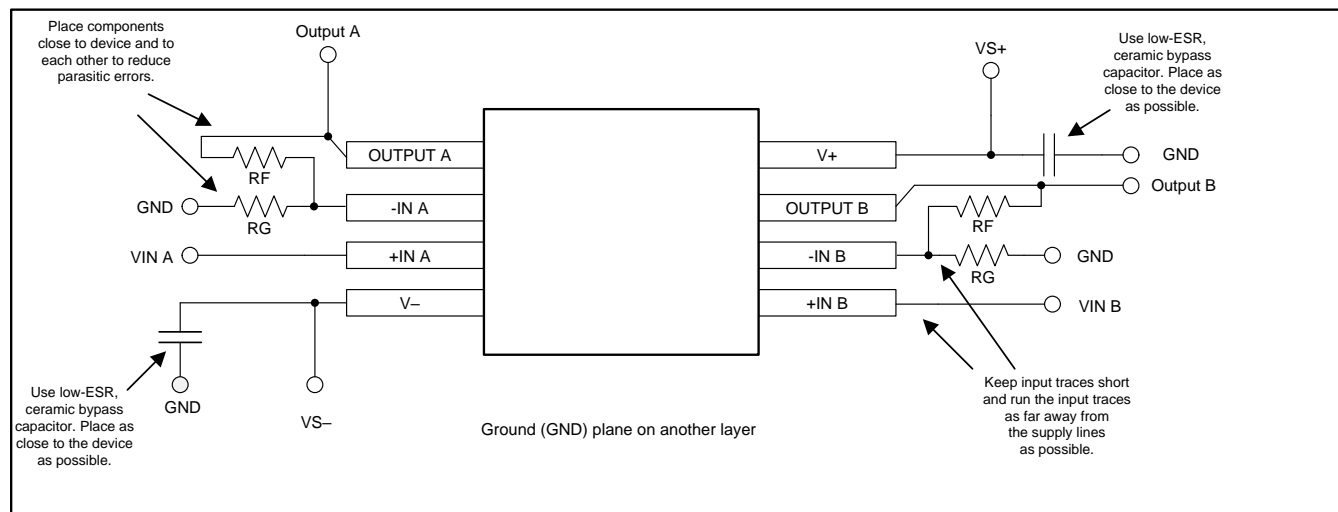 Place components
close to device and to
each other to reduce
parasitic errors.
Output A
VS+
Use low-ESR,
ceramic bypass
capacitor. Place as
close to the device
as possible.
OUTPUT A
V+
GND
RF
Output B
GND
RG
-IN A
OUTPUT B
RF
VIN A
+IN A
-IN B
RG
GND
V–
+IN B
VIN B
Use low-ESR,
ceramic bypass
capacitor. Place as
close to the device
as possible.
GND
VS–
Ground (GND) plane on another layer
Keep input traces short
and run the input traces
as far away from
the supply lines
as possible.